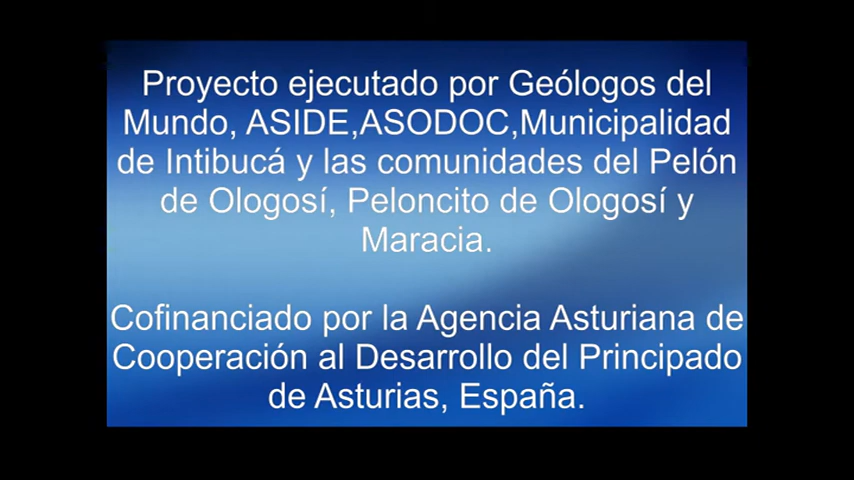 Proyecto ejecutado por Geólogos del
Mundo, ASIDE,ASODOC,Municipalidad
de Intibucá y las comunidades del Pelón
de Ologosí, Peloncito de Ologosí y
Maracia.
Cofinanciado por la Agencia Asturiana de
Cooperación al Desarrollo del Principado
de Asturias, España.